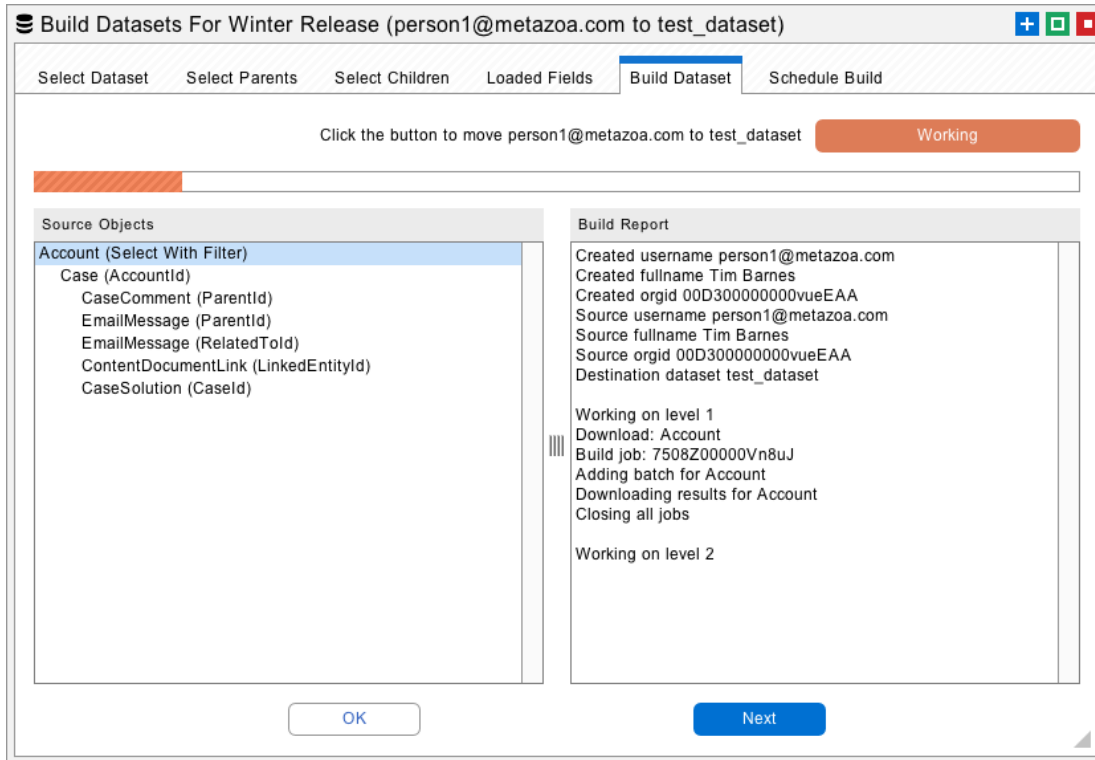 Build Datasets For Winter Release (person1@metazoa.com to test_dataset)
Select Dataset Select Parents Select Children Loaded Fields Build Dataset Schedule Build
Click the button to move person1@metazoa.com to test_dataset Working
Source Objects
Account (Select With Filter)
Case (AccountId)
CaseComment (ParentId)
EmailMessage (ParentId)
EmailMessage (RelatedToId)
ContentDocumentLink (LinkedEntityId)
CaseSolution (CaseId)
Build Report
Created username person1@metazoa.com
Created fullname Tim Barnes
Created orgid 00D300000000vueEAA
Source username person1@metazoa.com
Source fullname Tim Barnes
Source orgid 00D300000000vueEAA
Destination dataset test_dataset
Working on level 1
Download: Account
Build job: 7508Z00000Vn8uJ
Adding batch for Account
Downloading results for Account
Closing all jobs
Working on level 2
OK Next